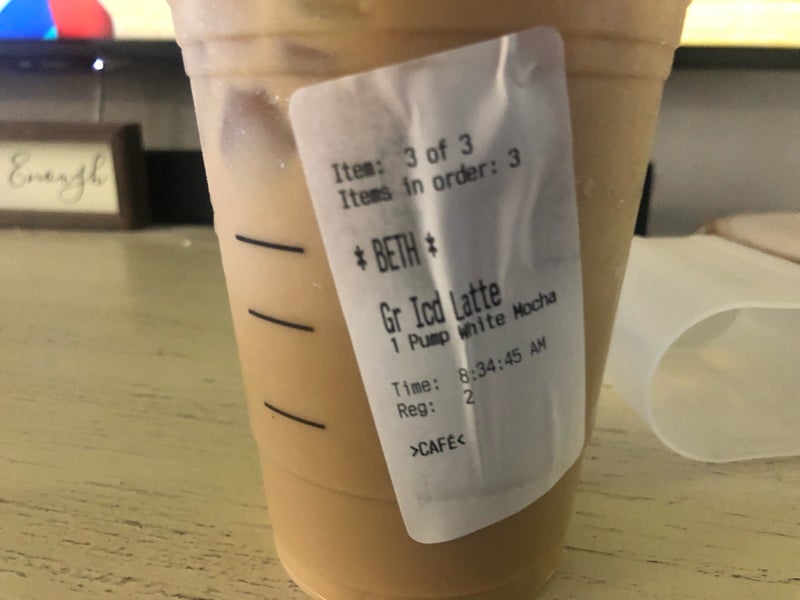 Enough
Item: 3 of 3
Items in order: 3
* BETH *
Gr Icd Latte
1 Pump White Mocha
Time: 8:34:45 AM
Reg: 2
>CAFÉ<